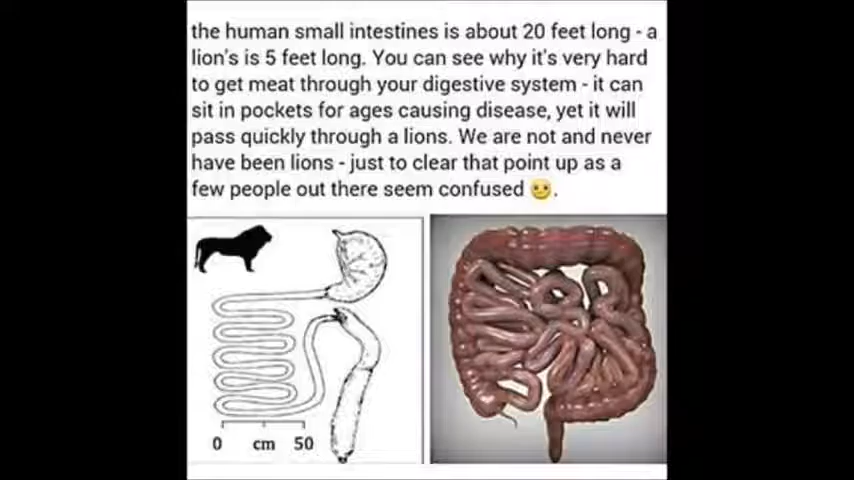 the human small intestines is about 20 feet long - a
lion's is 5 feet long. You can see why it's very hard
to get meat through your digestive system - it can
sit in pockets for ages causing disease, yet it will
pass quickly through a lions. We are not and never
have been lions - just to clear that point up as a
few people out there seem confused 😐.
0 cm 50